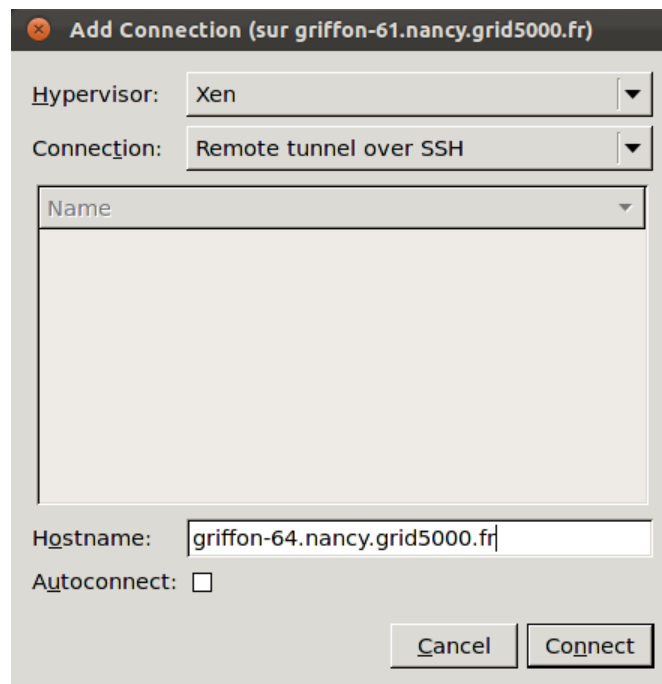 Add Connection (sur griffon-61.nancy.grid5000.fr)
Hypervisor: Xen
Connection: Remote tunnel over SSH
Name
Hostname: griffon-64.nancy.grid5000.fr
Autoconnect:
Cancel Connect